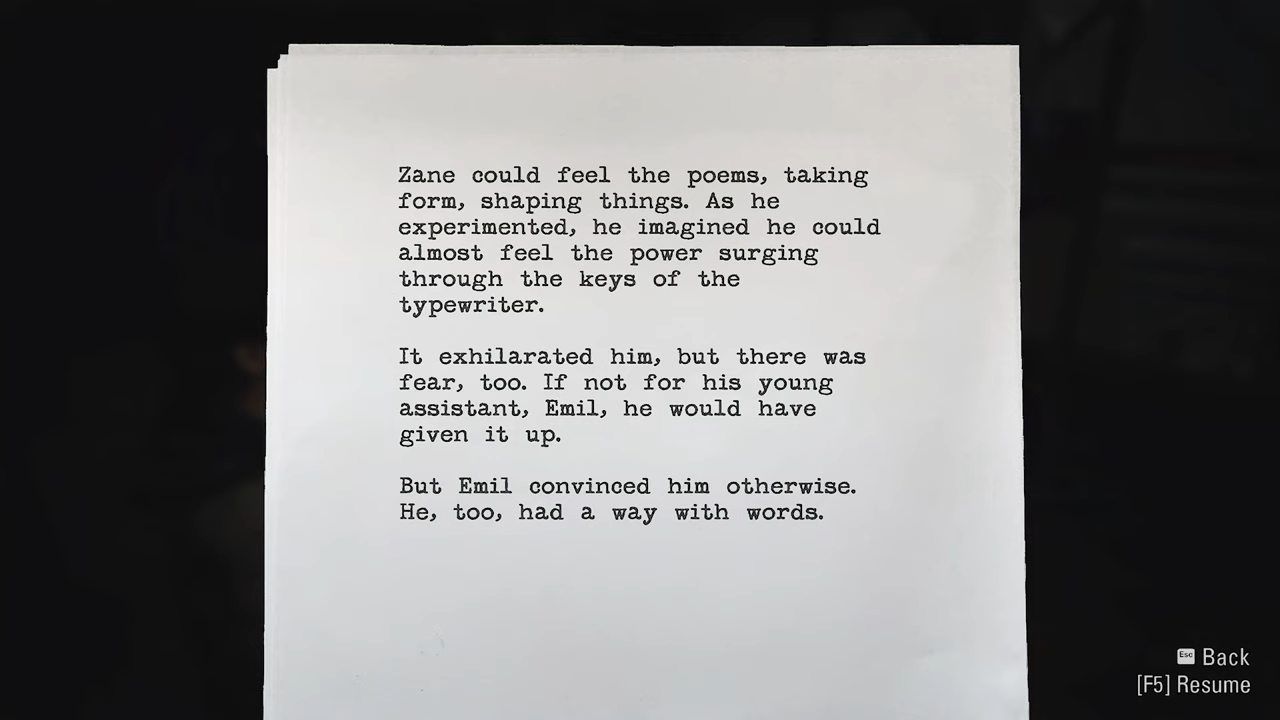 Zane could feel the poems, taking
form, shaping things. As he
experimented, he imagined he could
almost feel the power surging
through the keys of the
typewriter.
It exhilarated him, but there was
fear, too. If not for his young
assistant, Emil, he would have
given it up.
But Emil convinced him otherwise.
He, too, had a way with words.
Esc Back
[F5] Resume